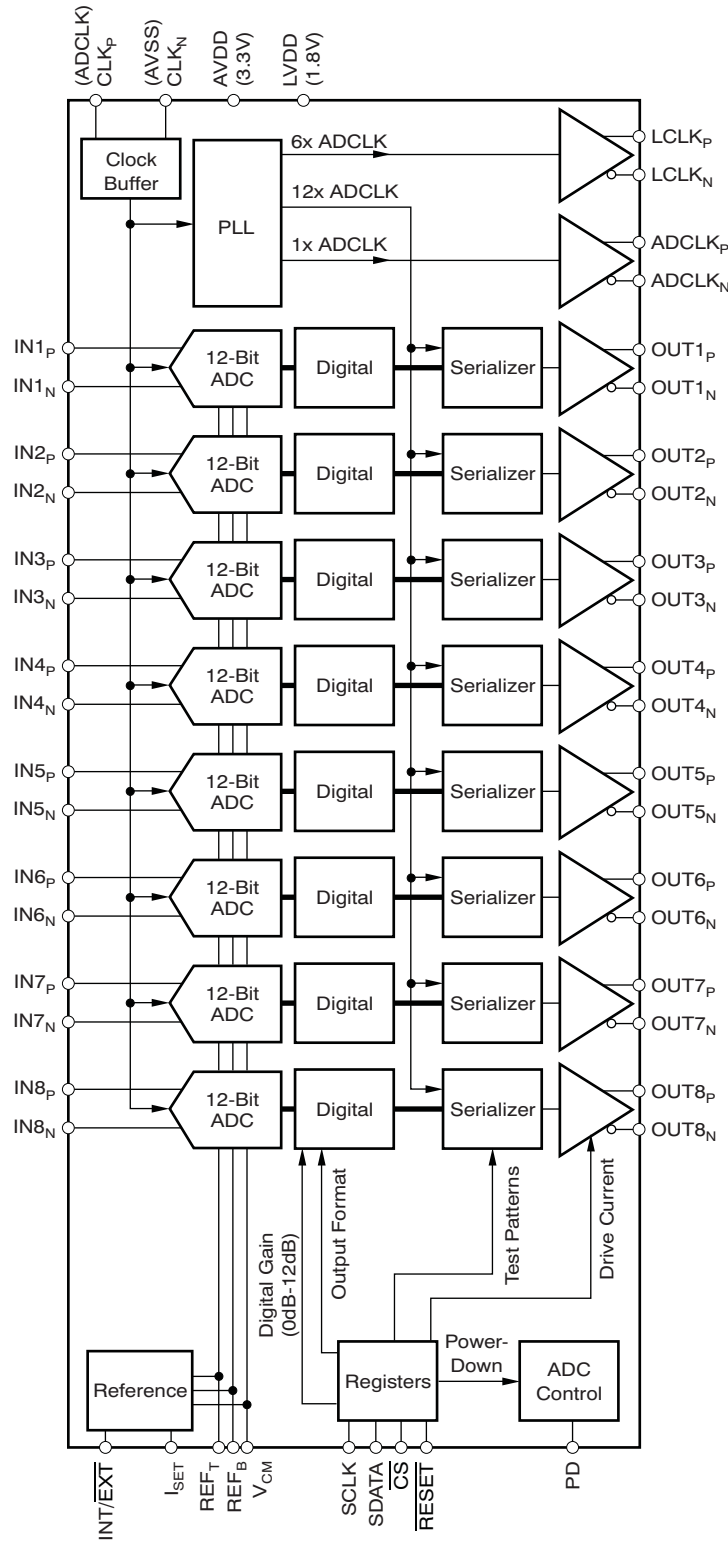 (ADCLK)
CLKP
(AVSS)
CLKN
AVDD
(3.3V)
LVDD
(1.8V)
Clock
Buffer
PLL
6x ADCLK
12x ADCLK
1x ADCLK
LCLKP
LCLKN
ADCLKP
ADCLKN
IN1P
IN1N
12-Bit
ADC
Digital
Serializer
OUT1P
OUT1N
IN2P
IN2N
12-Bit
ADC
Digital
Serializer
OUT2P
OUT2N
IN3P
IN3N
12-Bit
ADC
Digital
Serializer
OUT3P
OUT3N
IN4P
IN4N
12-Bit
ADC
Digital
Serializer
OUT4P
OUT4N
IN5P
IN5N
12-Bit
ADC
Digital
Serializer
OUT5P
OUT5N
IN6P
IN6N
12-Bit
ADC
Digital
Serializer
OUT6P
OUT6N
IN7P
IN7N
12-Bit
ADC
Digital
Serializer
OUT7P
OUT7N
IN8P
IN8N
12-Bit
ADC
Digital
Serializer
OUT8P
OUT8N
Digital Gain
(0dB-12dB)
Output Format
Test Patterns
Drive Current
Reference
Registers
Power-
Down
ADC
Control
INT/EXT
ISET
REFT
REFB
VCM
SCLK
SDATA
CS
RESET
PD